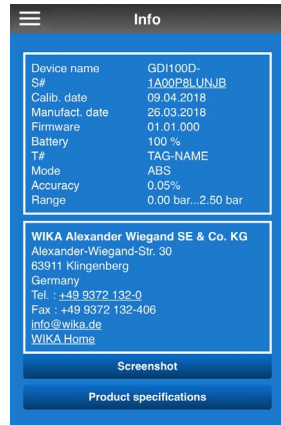 Info
Device name GDI100D-
S# 1A00P8LUNJB
Calib. date 09.04.2018
Manufact. date 26.03.2018
Firmware 01.01.000
Battery 100 %
T# TAG-NAME
Mode ABS
Accuracy 0.05%
Range 0.00 bar...2.50 bar
WIKA Alexander Wiegand SE & Co. KG
Alexander-Wiegand-Str. 30
63911 Klingenberg
Germany
Tel. : +49 9372 132-0
Fax : +49 9372 132-406
info@wika.de
WIKA Home
Screenshot
Product specifications